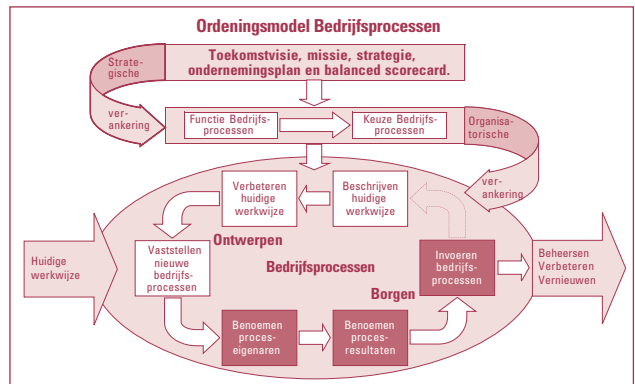 Ordeningsmodel Bedrijfsprocessen
Strate-
gische
Toekomstvisie, missie, strategie,
ondernemingsplan en balanced scorecard.
ver-
ankering
Functie Bedrijfs-
processen
Keuze Bedrijfs-
processen
Organisa-
torische
ver-
ankering
Verbeteren
huidige
werkwijze
Beschrijven
huidige
werkwijze
Huidige
werkwijze
Vaststellen
nieuwe
bedrijfs-
processen
Ontwerpen
Bedrijfsprocessen
Borgen
Invoeren
bedrijfs-
processen
Beheersen
Verbeteren
Vernieuwen
Benoemen
proces-
eigenaren
Benoemen
proces-
resultaten